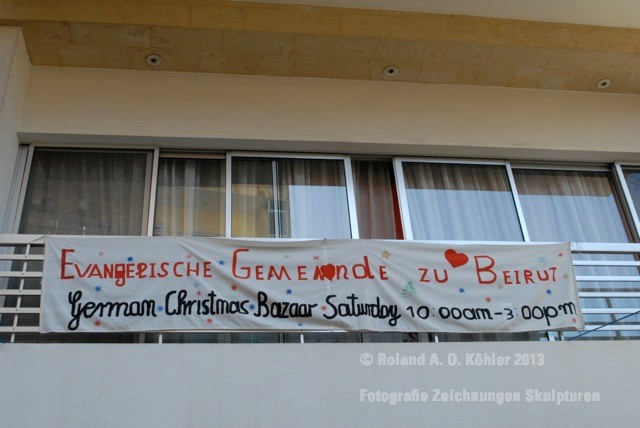 EVANGELISCHE GEMEINDE ZU BEIRUT
German Christmas Bazaar Saturday 10:00am-3:00pm
© Roland A. O. Köhler 2013
Fotografie Zeichnungen Skulpturen